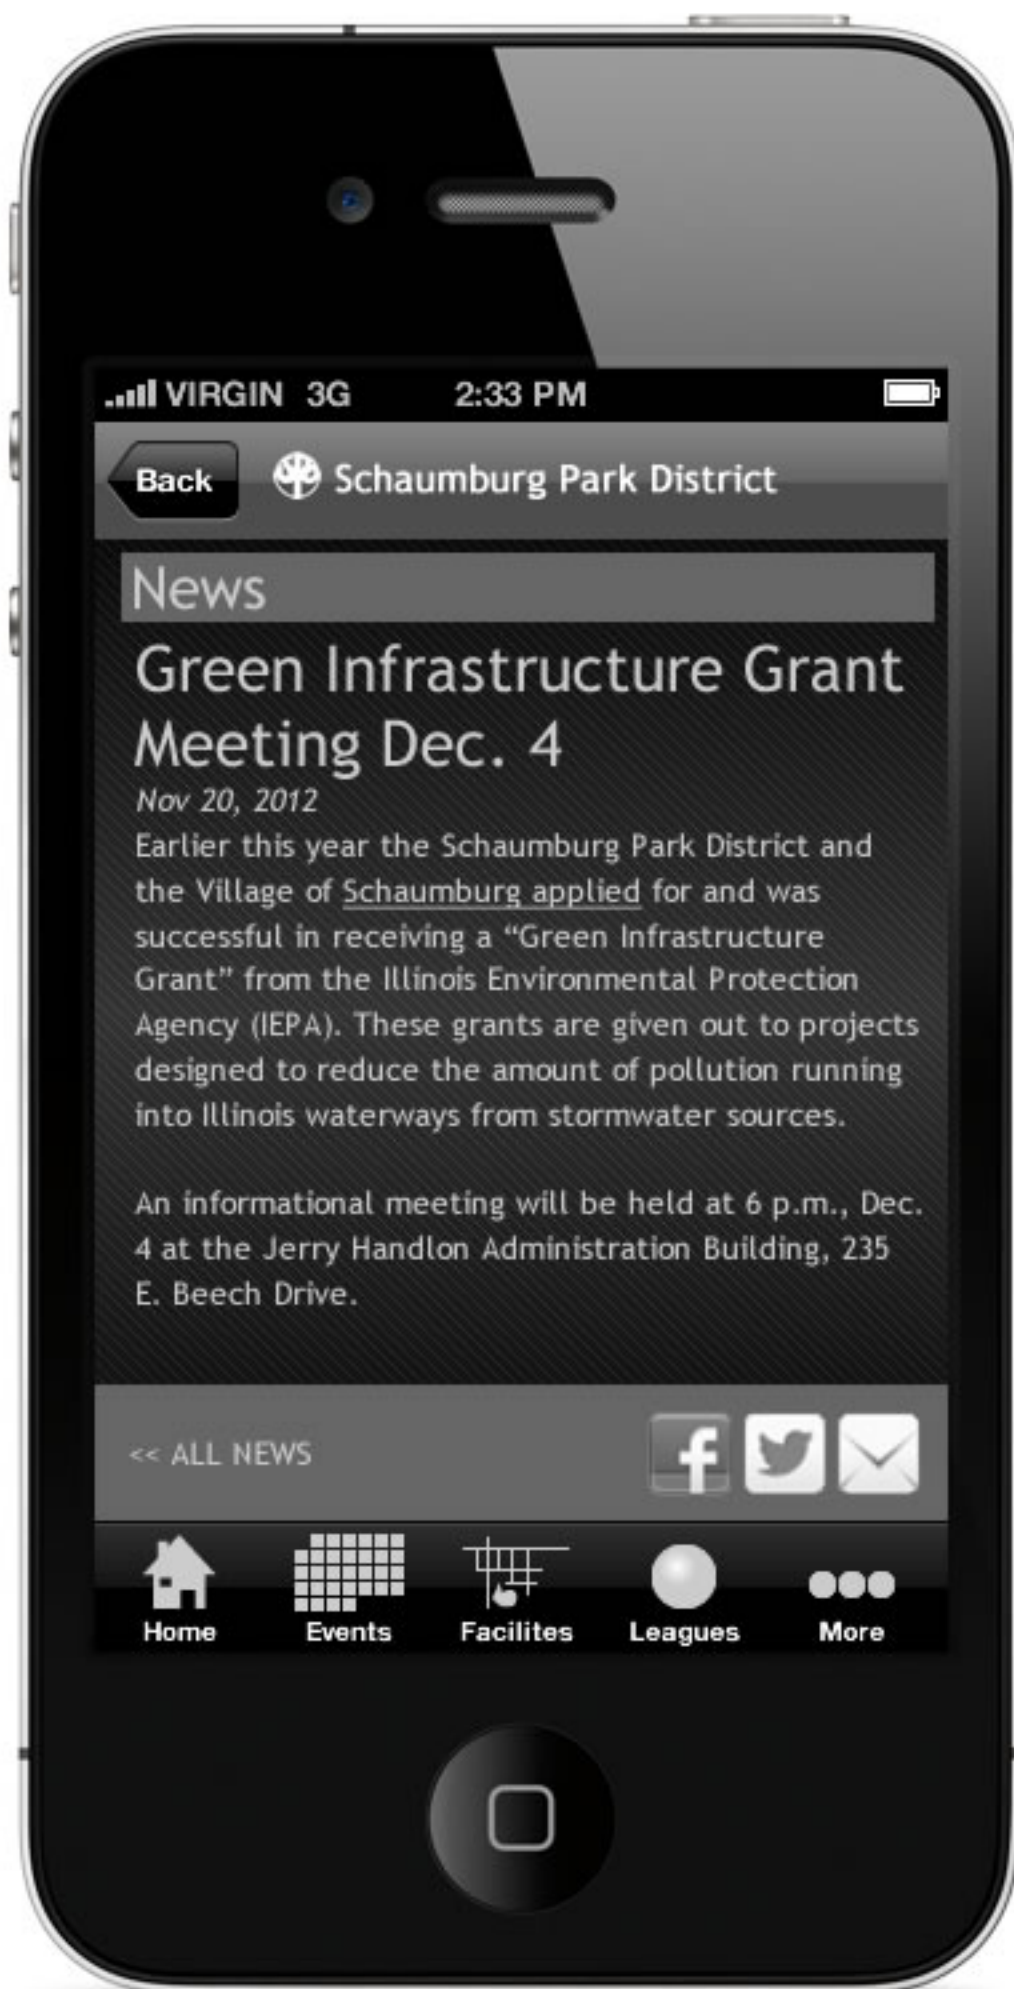 VIRGIN 3G 2:33 PM
Back Schaumburg Park District
News
Green Infrastructure Grant
Meeting Dec. 4
Nov 20, 2012
Earlier this year the Schaumburg Park District and
the Village of Schaumburg applied for and was
successful in receiving a “Green Infrastructure
Grant” from the Illinois Environmental Protection
Agency (IEPA). These grants are given out to projects
designed to reduce the amount of pollution running
into Illinois waterways from stormwater sources.
An informational meeting will be held at 6 p.m., Dec.
4 at the Jerry Handlon Administration Building, 235
E. Beech Drive.
<< ALL NEWS f
Home Events Facilites Leagues More